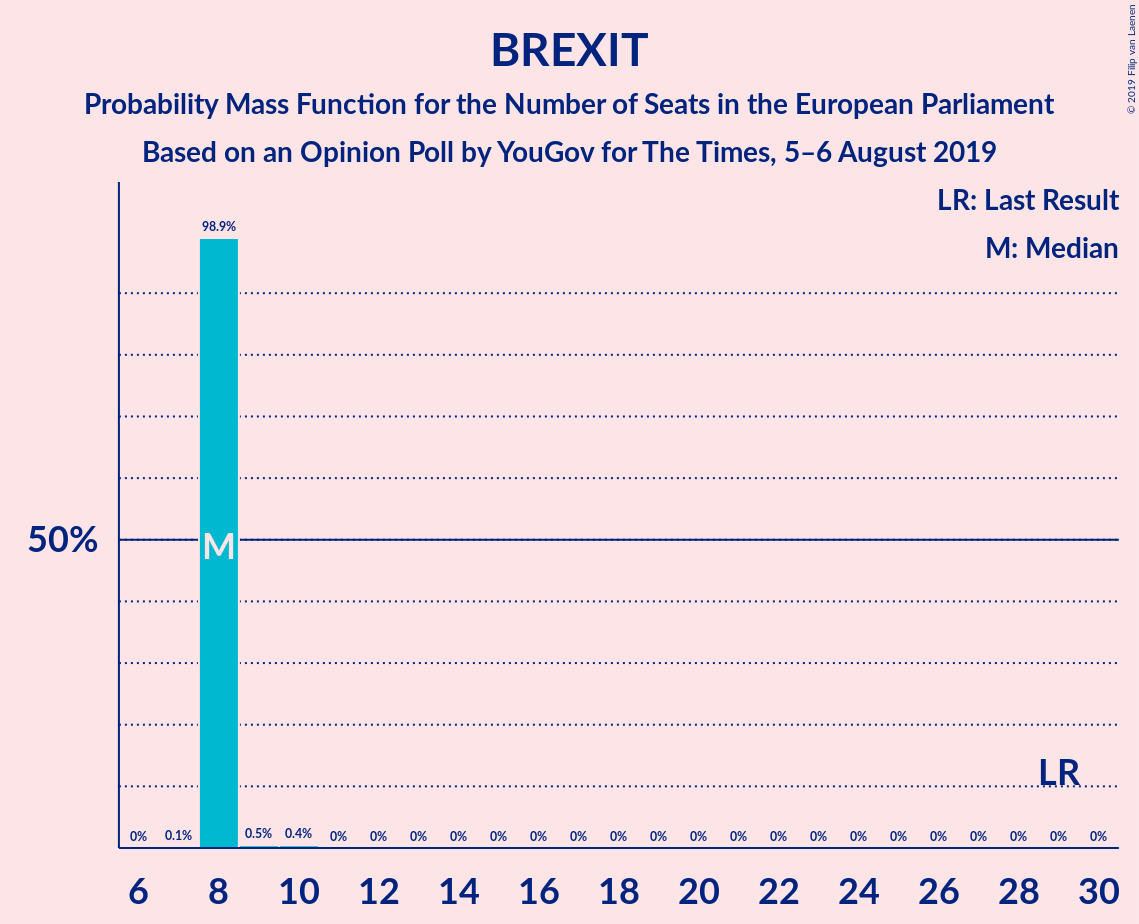 BREXIT
Probability Mass Function for the Number of Seats in the European Parliament
Based on an Opinion Poll by YouGov for The Times, 5–6 August 2019
© 2019 Filip van Laenen
LR: Last Result
M: Median
98.9%
50%
M
LR
0% 0.1% 0.5% 0.4% 0% 0% 0% 0% 0% 0% 0% 0% 0% 0% 0% 0% 0% 0% 0% 0% 0% 0% 0% 0%
6 8 10 12 14 16 18 20 22 24 26 28 30